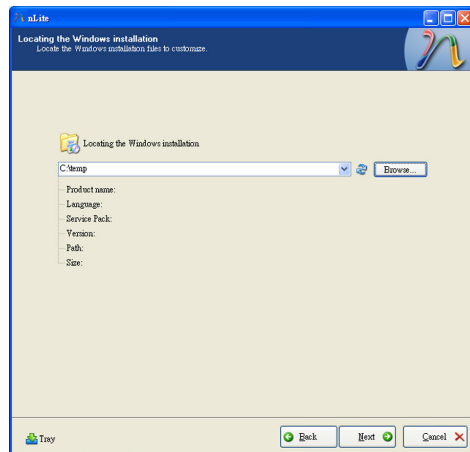 nLite
Locating the Windows installation
Locate the Windows installation files to customize.
Locating the Windows installation
C:\temp
Browse...
Product name:
Language:
Service Pack:
Version:
Path:
Size:
Tray
Back
Next
Cancel